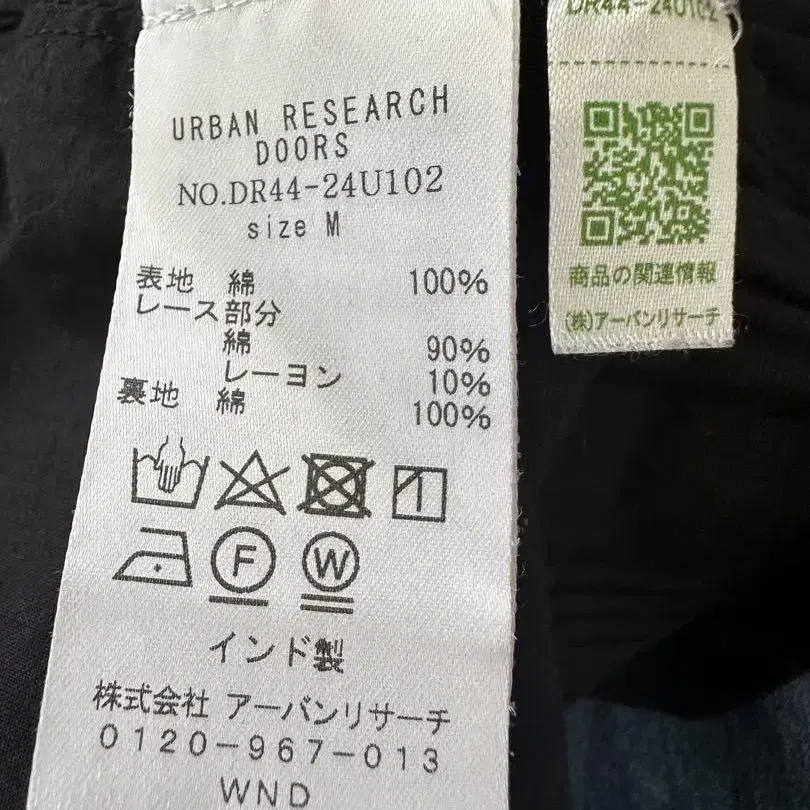 URBAN RESEARCH
DOORS
NO.DR44-24U102
size M
表地 綿 100%
レース部分
綿 90%
レーヨン 10%
裏地 綿 100%
F W
インド製
株式会社 アーバンリサーチ
0120-967-013
WND
DR44-24U102
商品の関連情報
(株)アーバンリサーチ